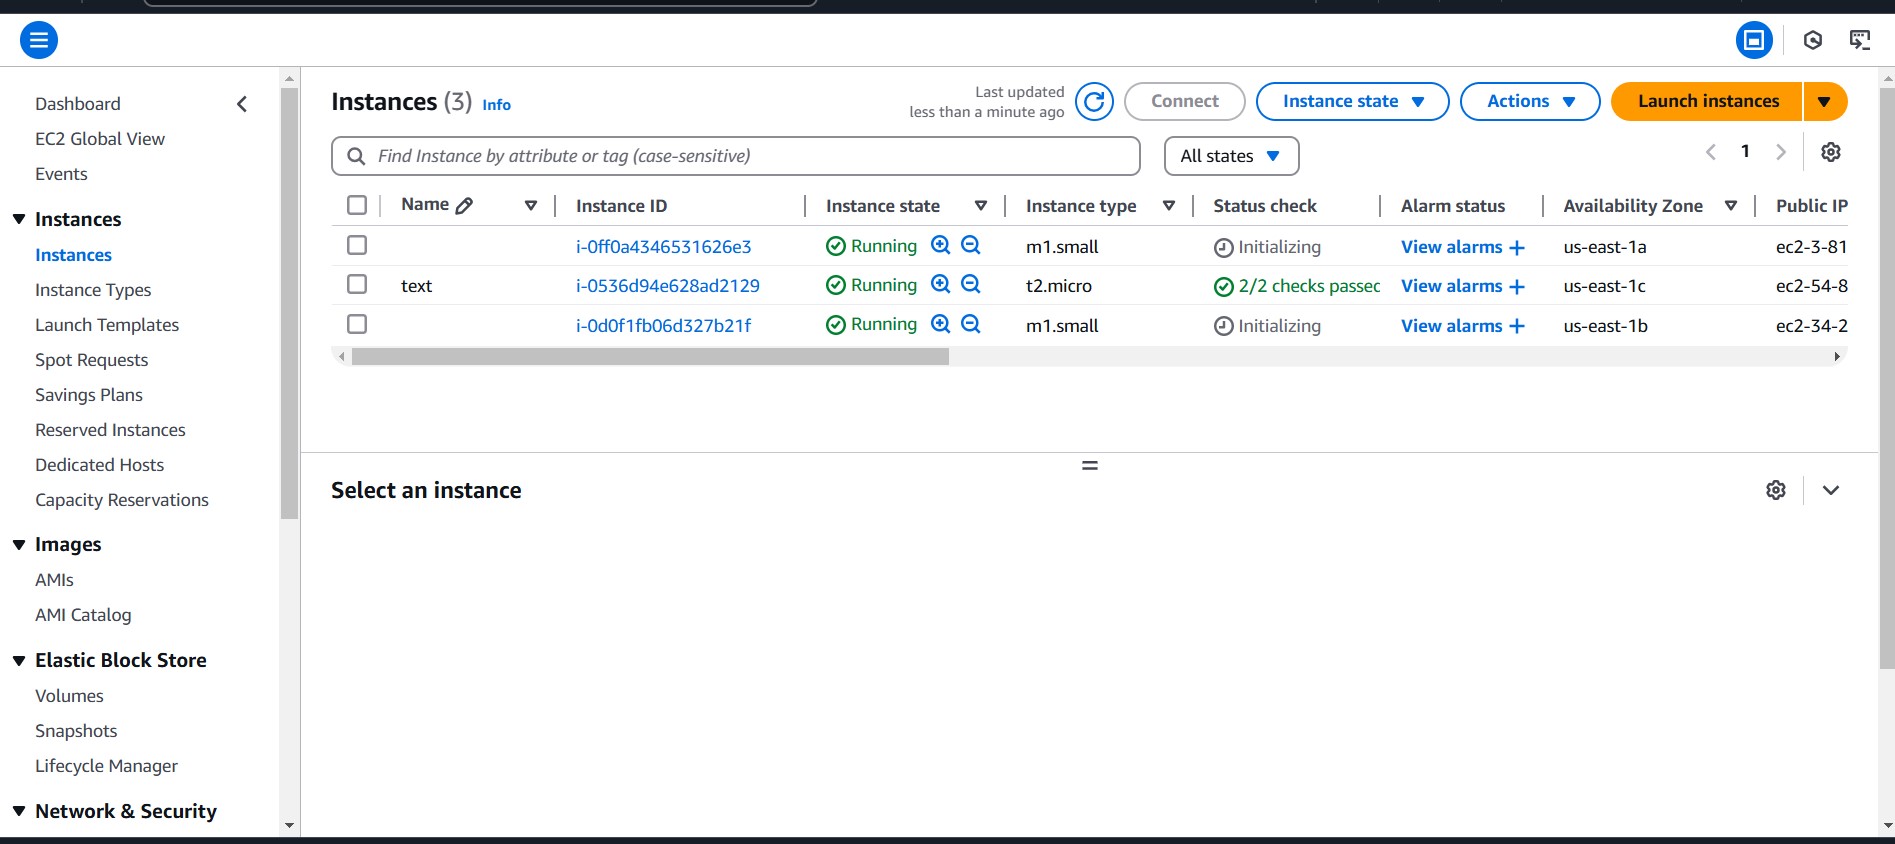 Dashboard
EC2 Global View
Events
Instances
Instances
Instance Types
Launch Templates
Spot Requests
Savings Plans
Reserved Instances
Dedicated Hosts
Capacity Reservations
Images
AMIs
AMI Catalog
Elastic Block Store
Volumes
Snapshots
Lifecycle Manager
Network & Security
Instances (3) Info
Last updated
less than a minute ago
Connect Instance state Actions Launch instances
Find Instance by attribute or tag (case-sensitive) All states 1
Name Instance ID Instance state Instance type Status check Alarm status Availability Zone Public IP
i-0ff0a4346531626e3 Running m1.small Initializing View alarms + us-east-1a ec2-3-81
text i-0536d94e628ad2129 Running t2.micro 2/2 checks passed View alarms + us-east-1c ec2-54-8
i-0d0f1fb06d327b21f Running m1.small Initializing View alarms + us-east-1b ec2-34-2
Select an instance